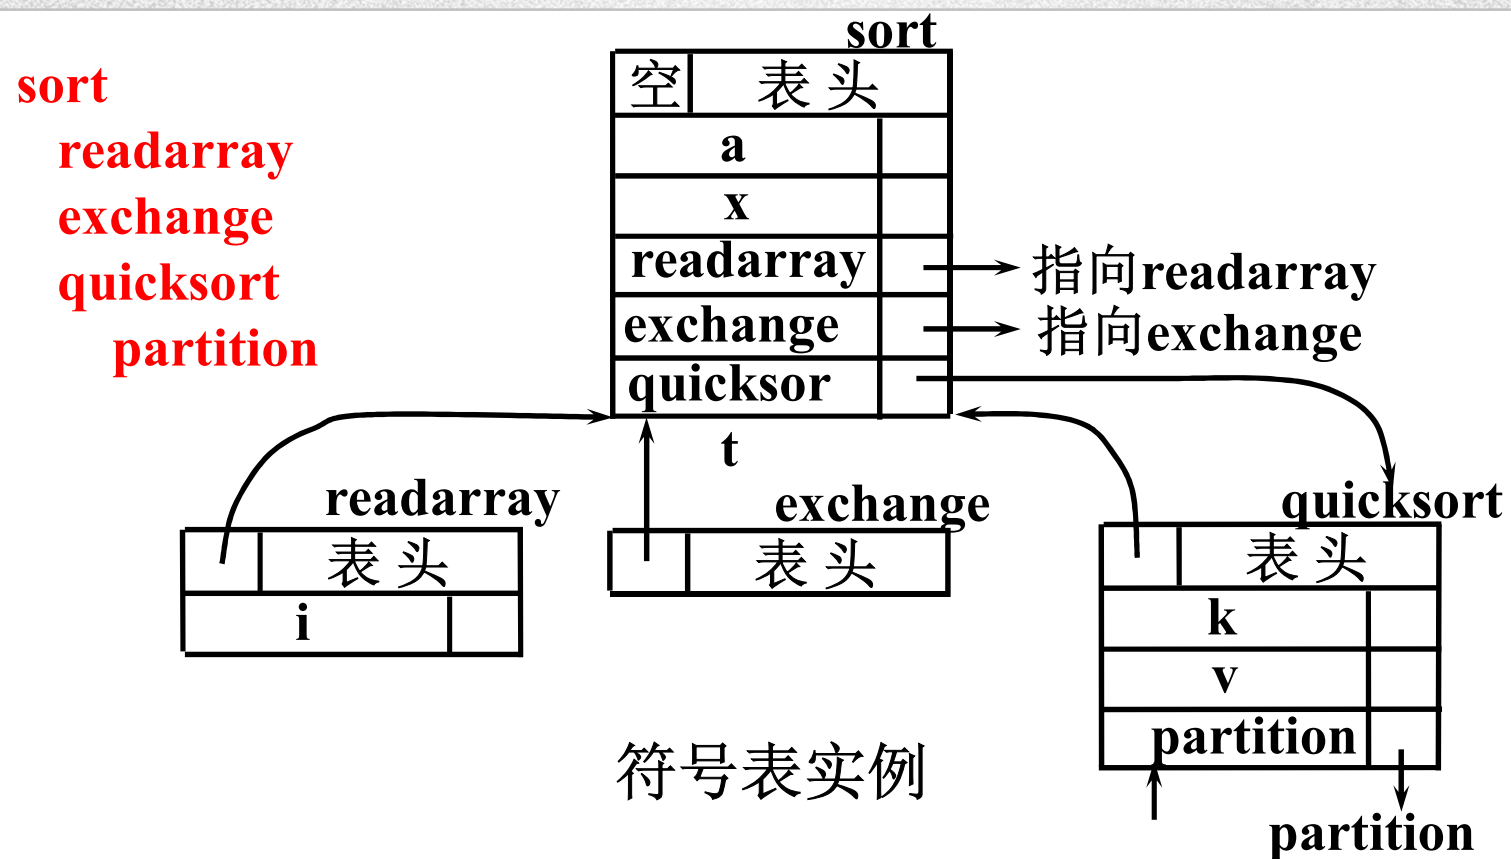 sort
readarray
exchange
quicksort
partition
sort
空 表 头
a
x
readarray
指向readarray
exchange
指向exchange
quicksor
t
readarray
表 头
i
exchange
表 头
quicksort
表 头
k
v
partition
partition
符号表实例